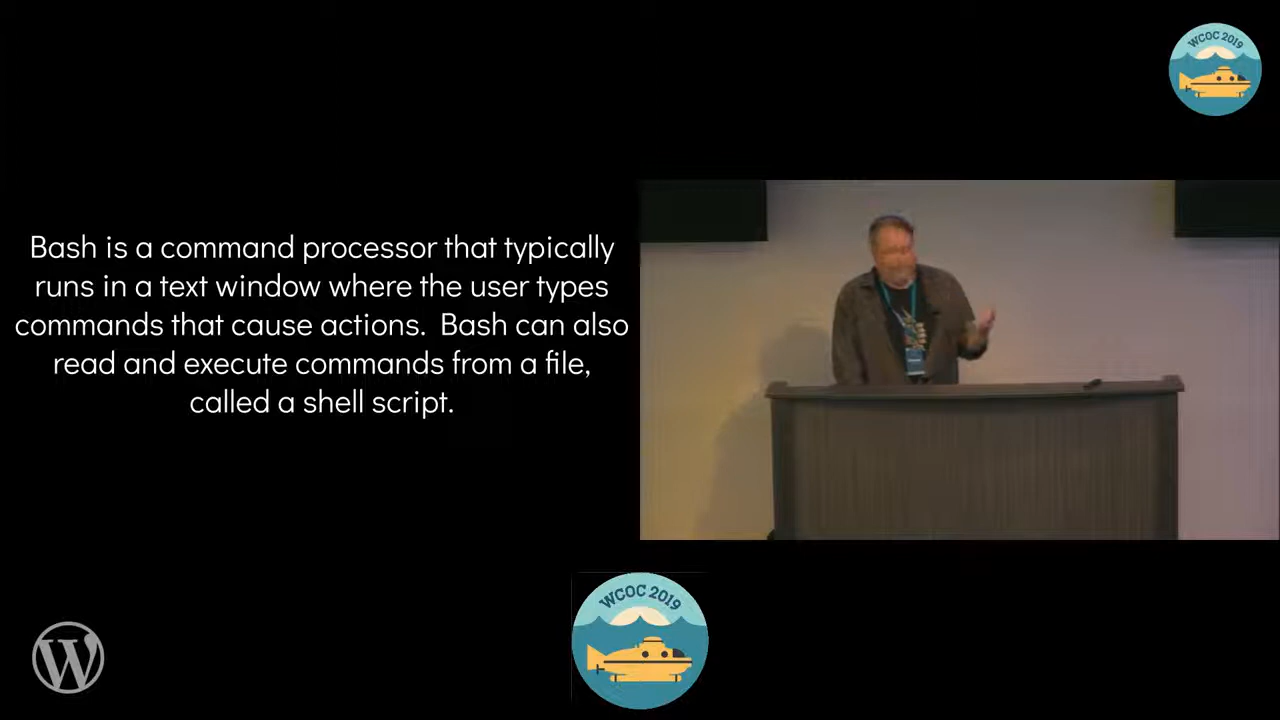 WCOC 2019
Bash is a command processor that typically
runs in a text window where the user types
commands that cause actions.  Bash can also
read and execute commands from a file,
called a shell script.
WCOC 2019
W